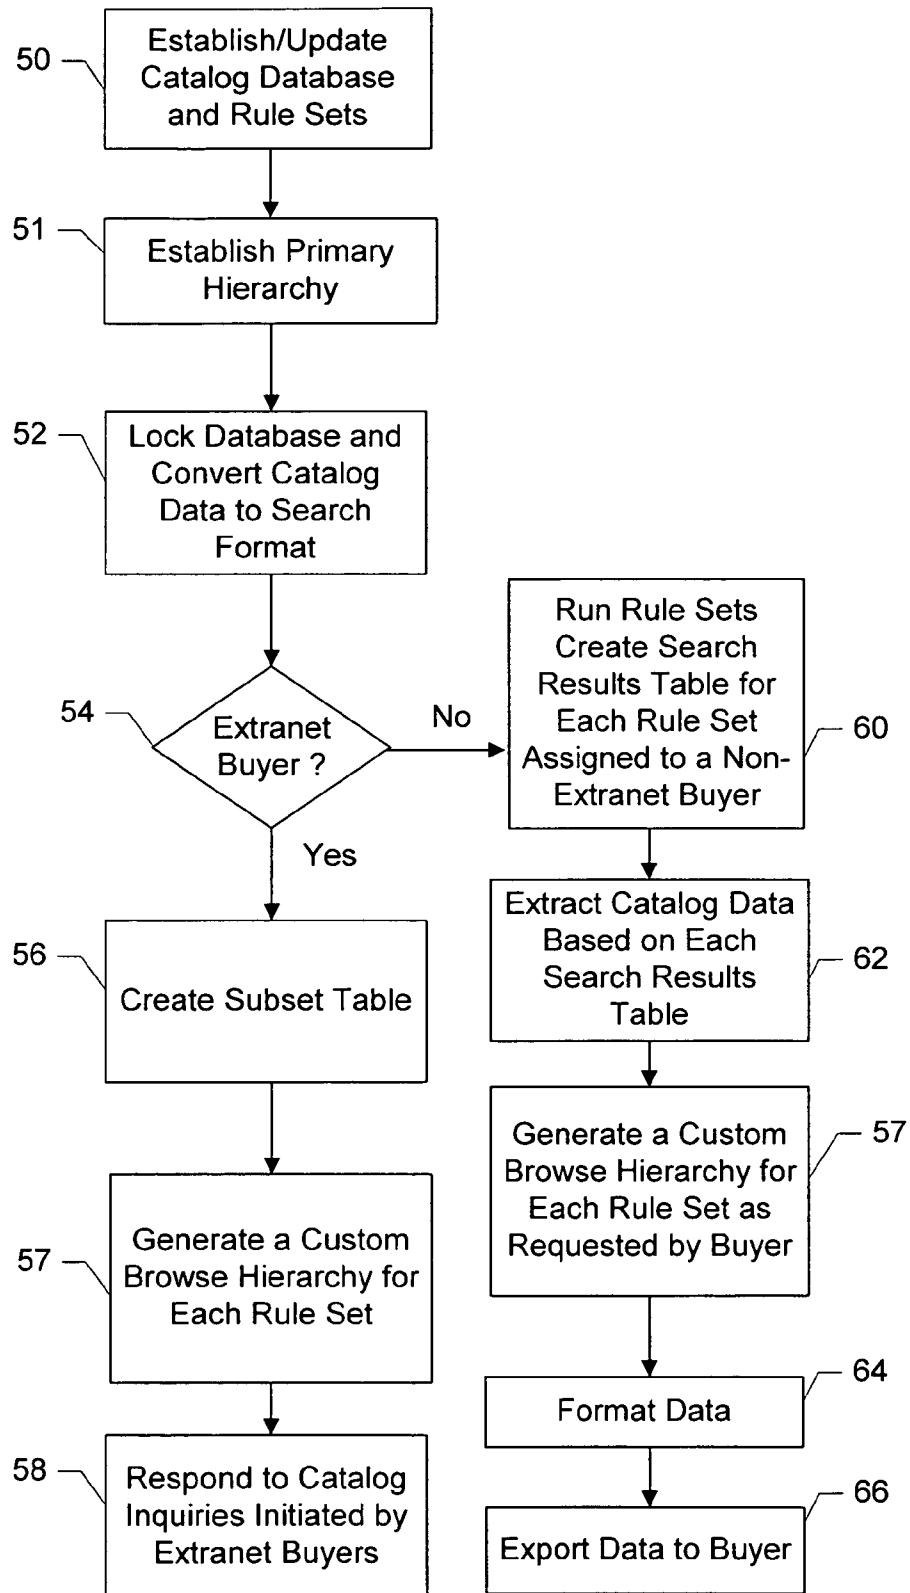 50
Establish/Update
Catalog Database
and Rule Sets
51
Establish Primary
Hierarchy
52
Lock Database and
Convert Catalog
Data to Search
Format
54
Extranet
Buyer ?
No
Yes
Run Rule Sets
Create Search
Results Table for
Each Rule Set
Assigned to a Non-
Extranet Buyer
60
56
Create Subset Table
Extract Catalog Data
Based on Each
Search Results
Table
62
57
Generate a Custom
Browse Hierarchy for
Each Rule Set
Generate a Custom
Browse Hierarchy for
Each Rule Set as
Requested by Buyer
57
Format Data
64
58
Respond to Catalog
Inquiries Initiated by
Extranet Buyers
Export Data to Buyer
66